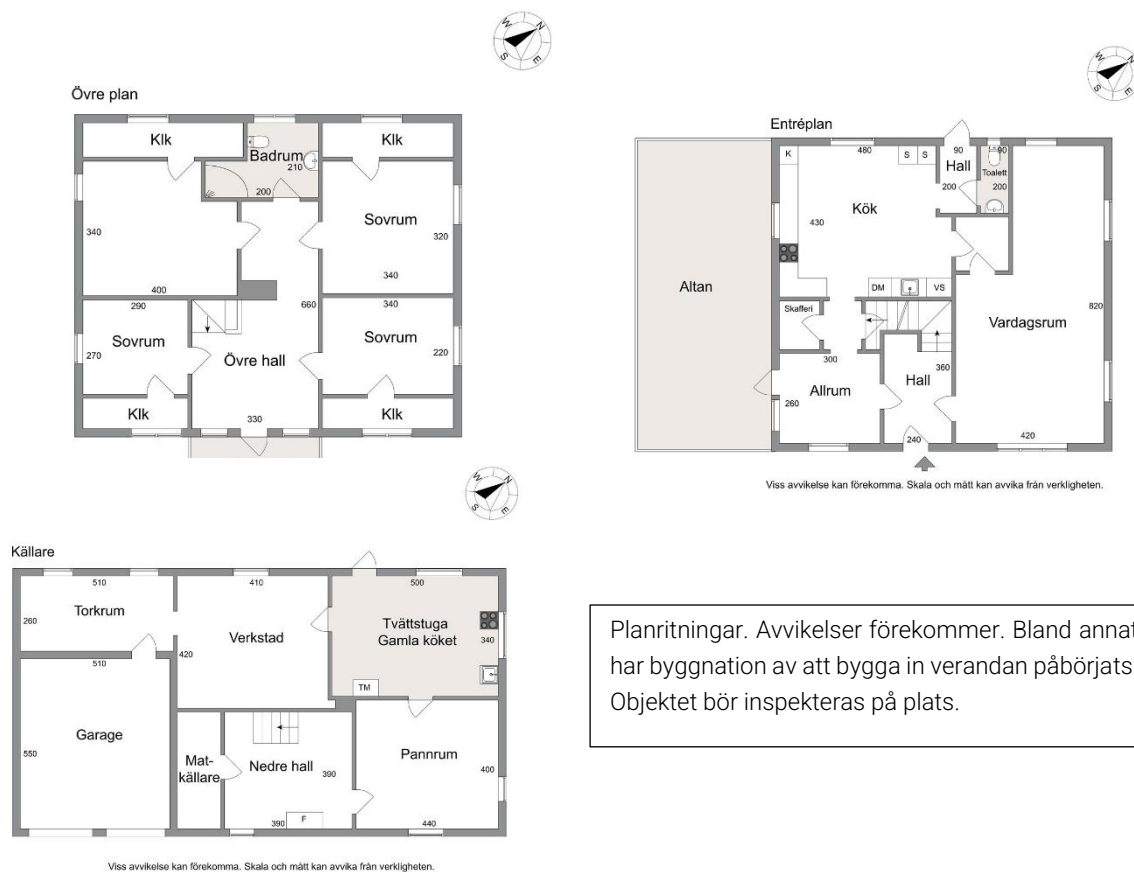 W N S E
Övre plan
Klk
Klk
Badrum
210
200
Sovrum
340
320
340
400
290
660
340
Sovrum
Sovrum
270
220
Övre hall
Klk
Klk
330
W N S E
Entréplan
K
480
S S
90
90
Hall
Toalett
200
200
Kök
430
Altan
DM
VS
Skafferi
Vardagsrum
820
300
360
Allrum
Hall
260
240
420
Viss avvikelse kan förekomma. Skala och mått kan avvika från verkligheten.
W N S E
Källare
510
410
500
Torkrum
260
Tvättstuga
Gamla köket
Verkstad
340
420
510
TM
Garage
550
Mat-
källare
Nedre hall
390
Pannrum
400
390
F
440
Viss avvikelse kan förekomma. Skala och mått kan avvika från verkligheten.
Planritningar. Avvikelser förekommer. Bland annat
har byggnation av att bygga in verandan påbörjats
Objektet bör inspekteras på plats.